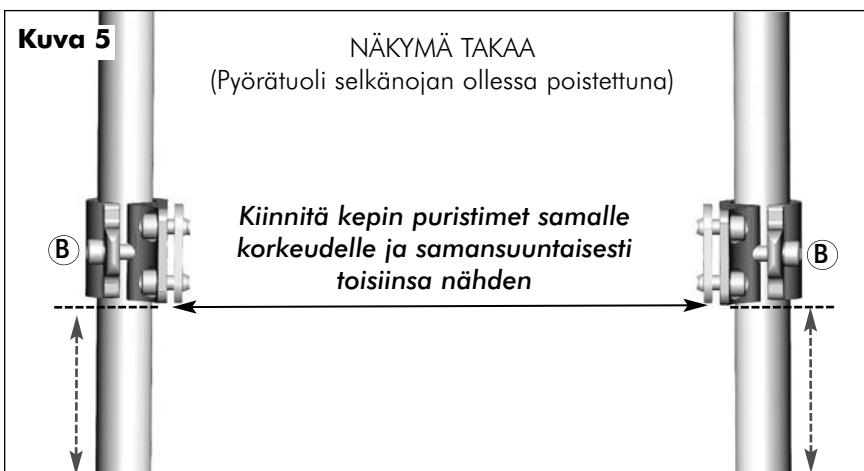 Kuva 5
NÄKYMÄ TAKAA
(Pyörätuoli selkänojan ollessa poistettuna)
Kiinnitä kepin puristimet samalle
korkeudelle ja samansuuntaisesti
toisiinsa nähden
B
B